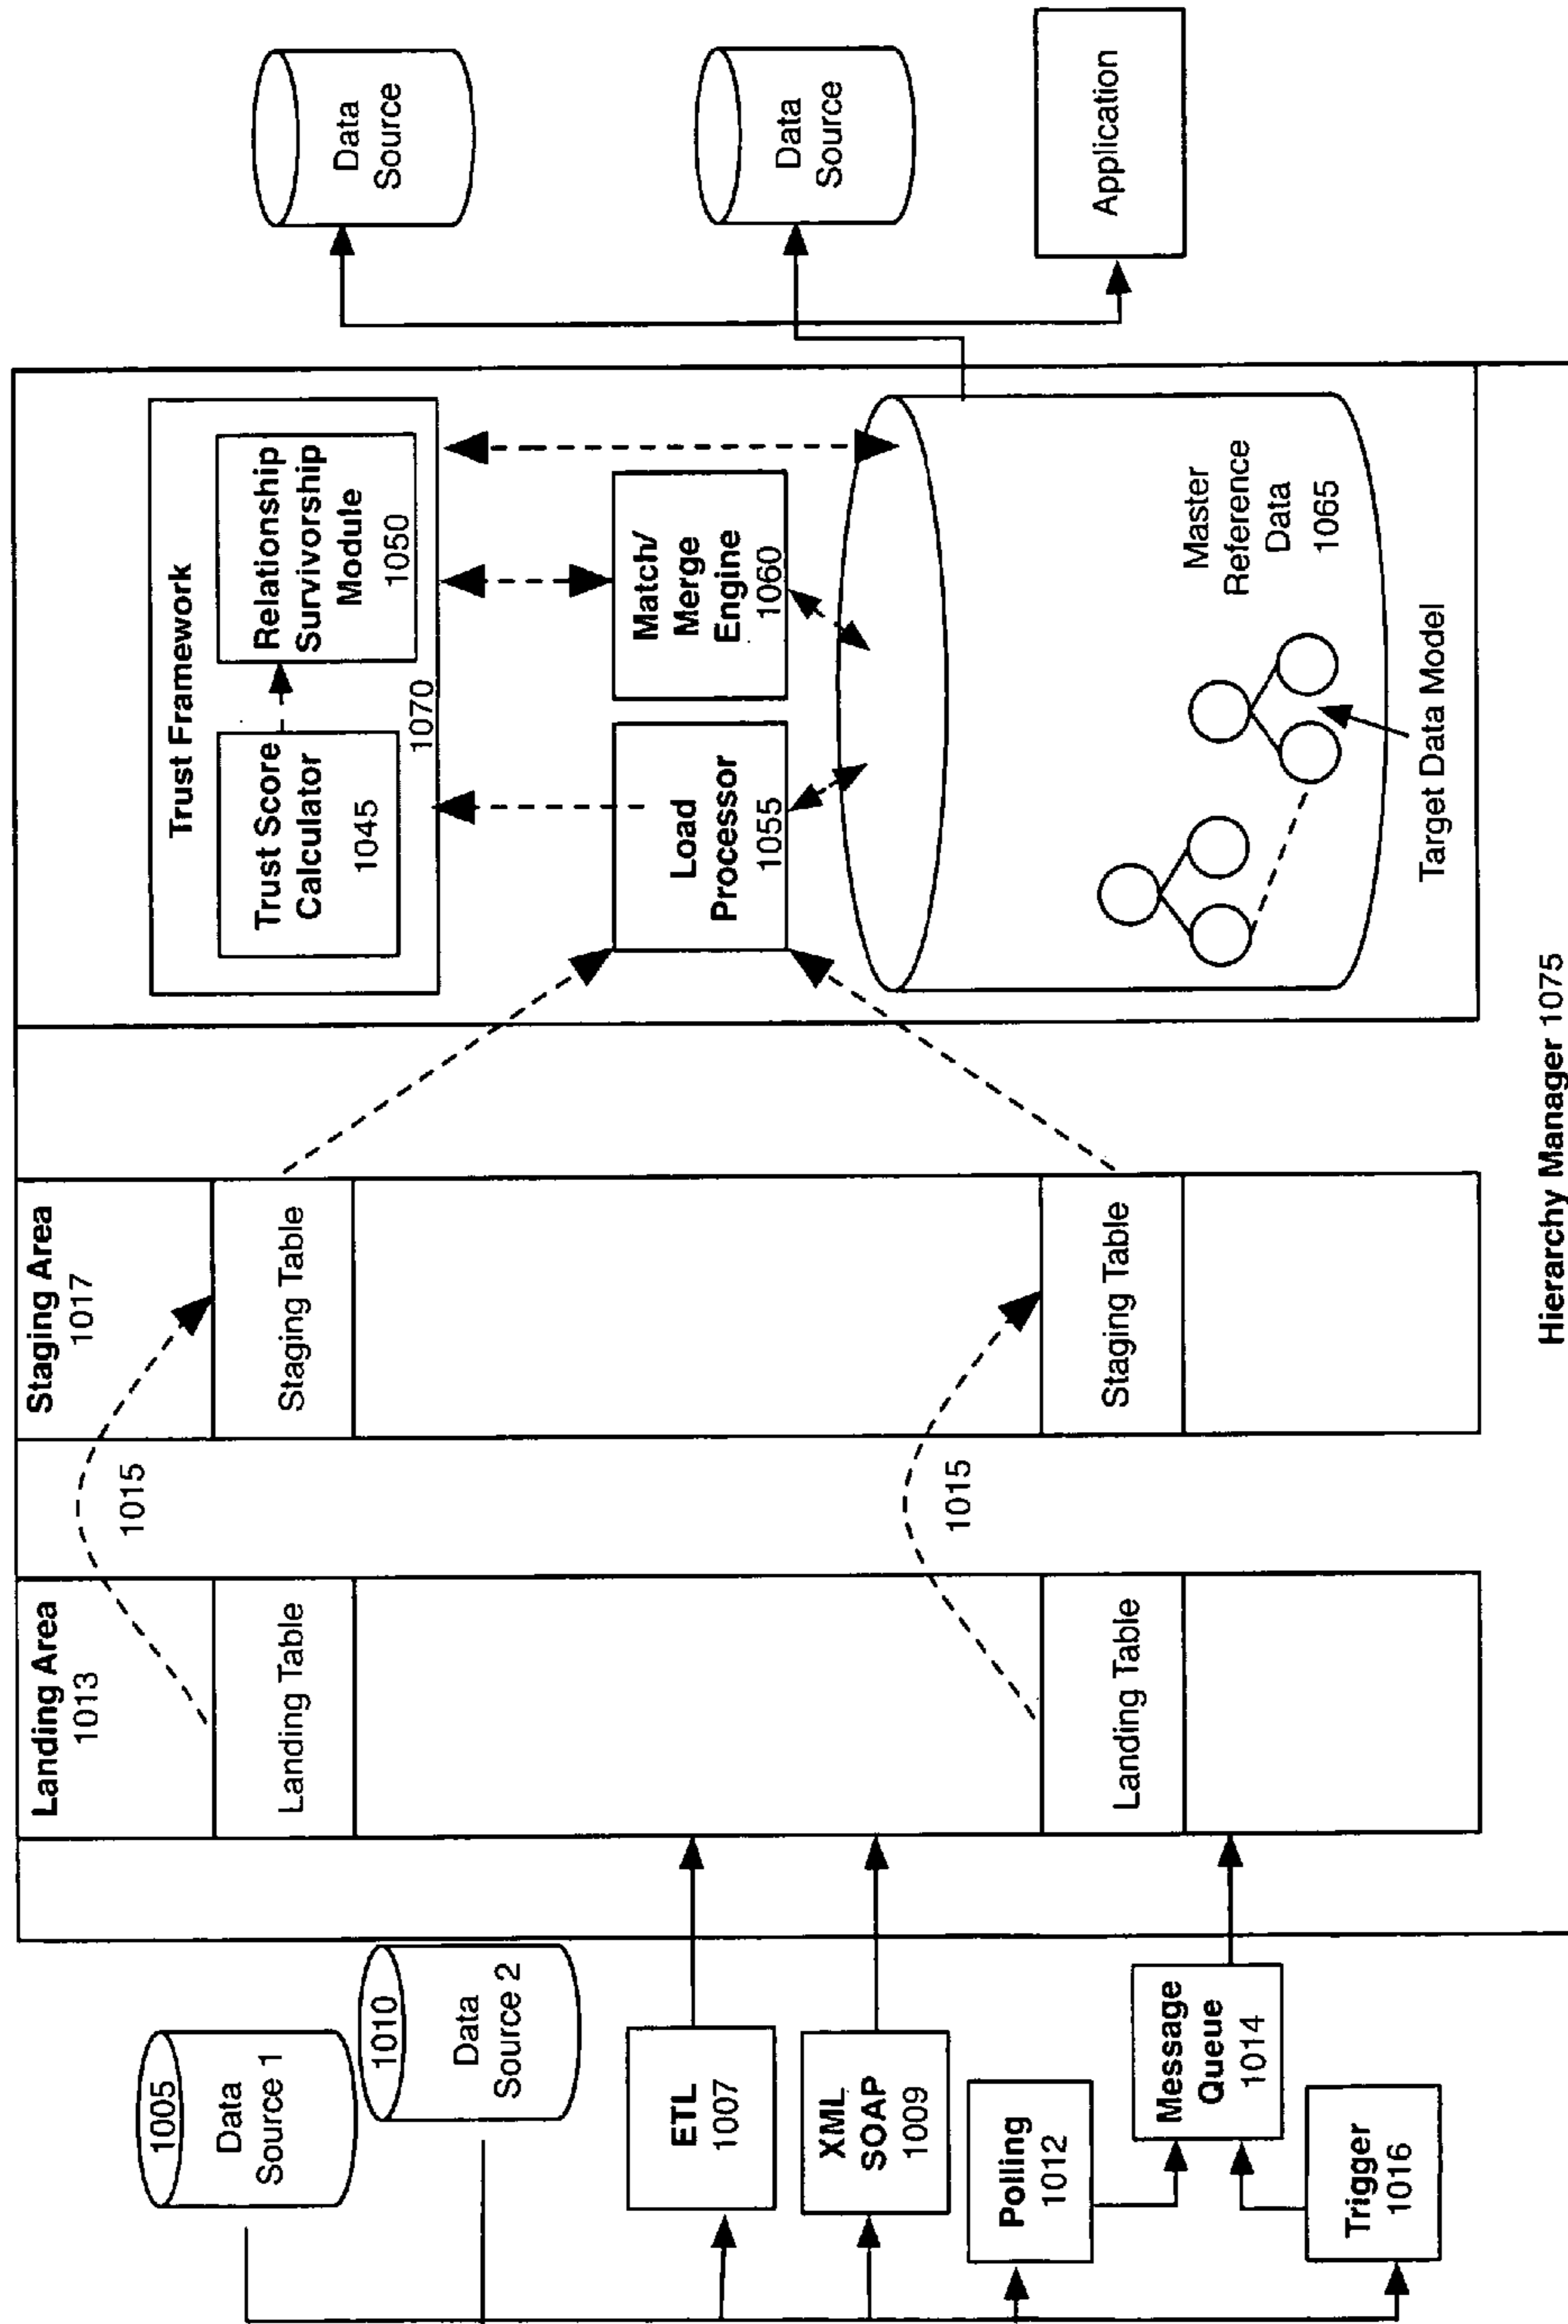 1005
Data
Source 1
1010
Data
Source 2
ETL
1007
XML
SOAP
1009
Polling
1012
Message
Queue
1014
Trigger
1016
Landing Area
1013
Landing Table
Landing Table
1015
1015
Staging Area
1017
Staging Table
Staging Table
Trust Framework
Trust Score
Calculator
1045
Relationship
Survivorship
Module
1050
1070
Load
Processor
1055
Match/
Merge
Engine
1060
Master
Reference
Data
1065
Target Data Model
Data
Source
Data
Source
Application
Hierarchy Manager 1075